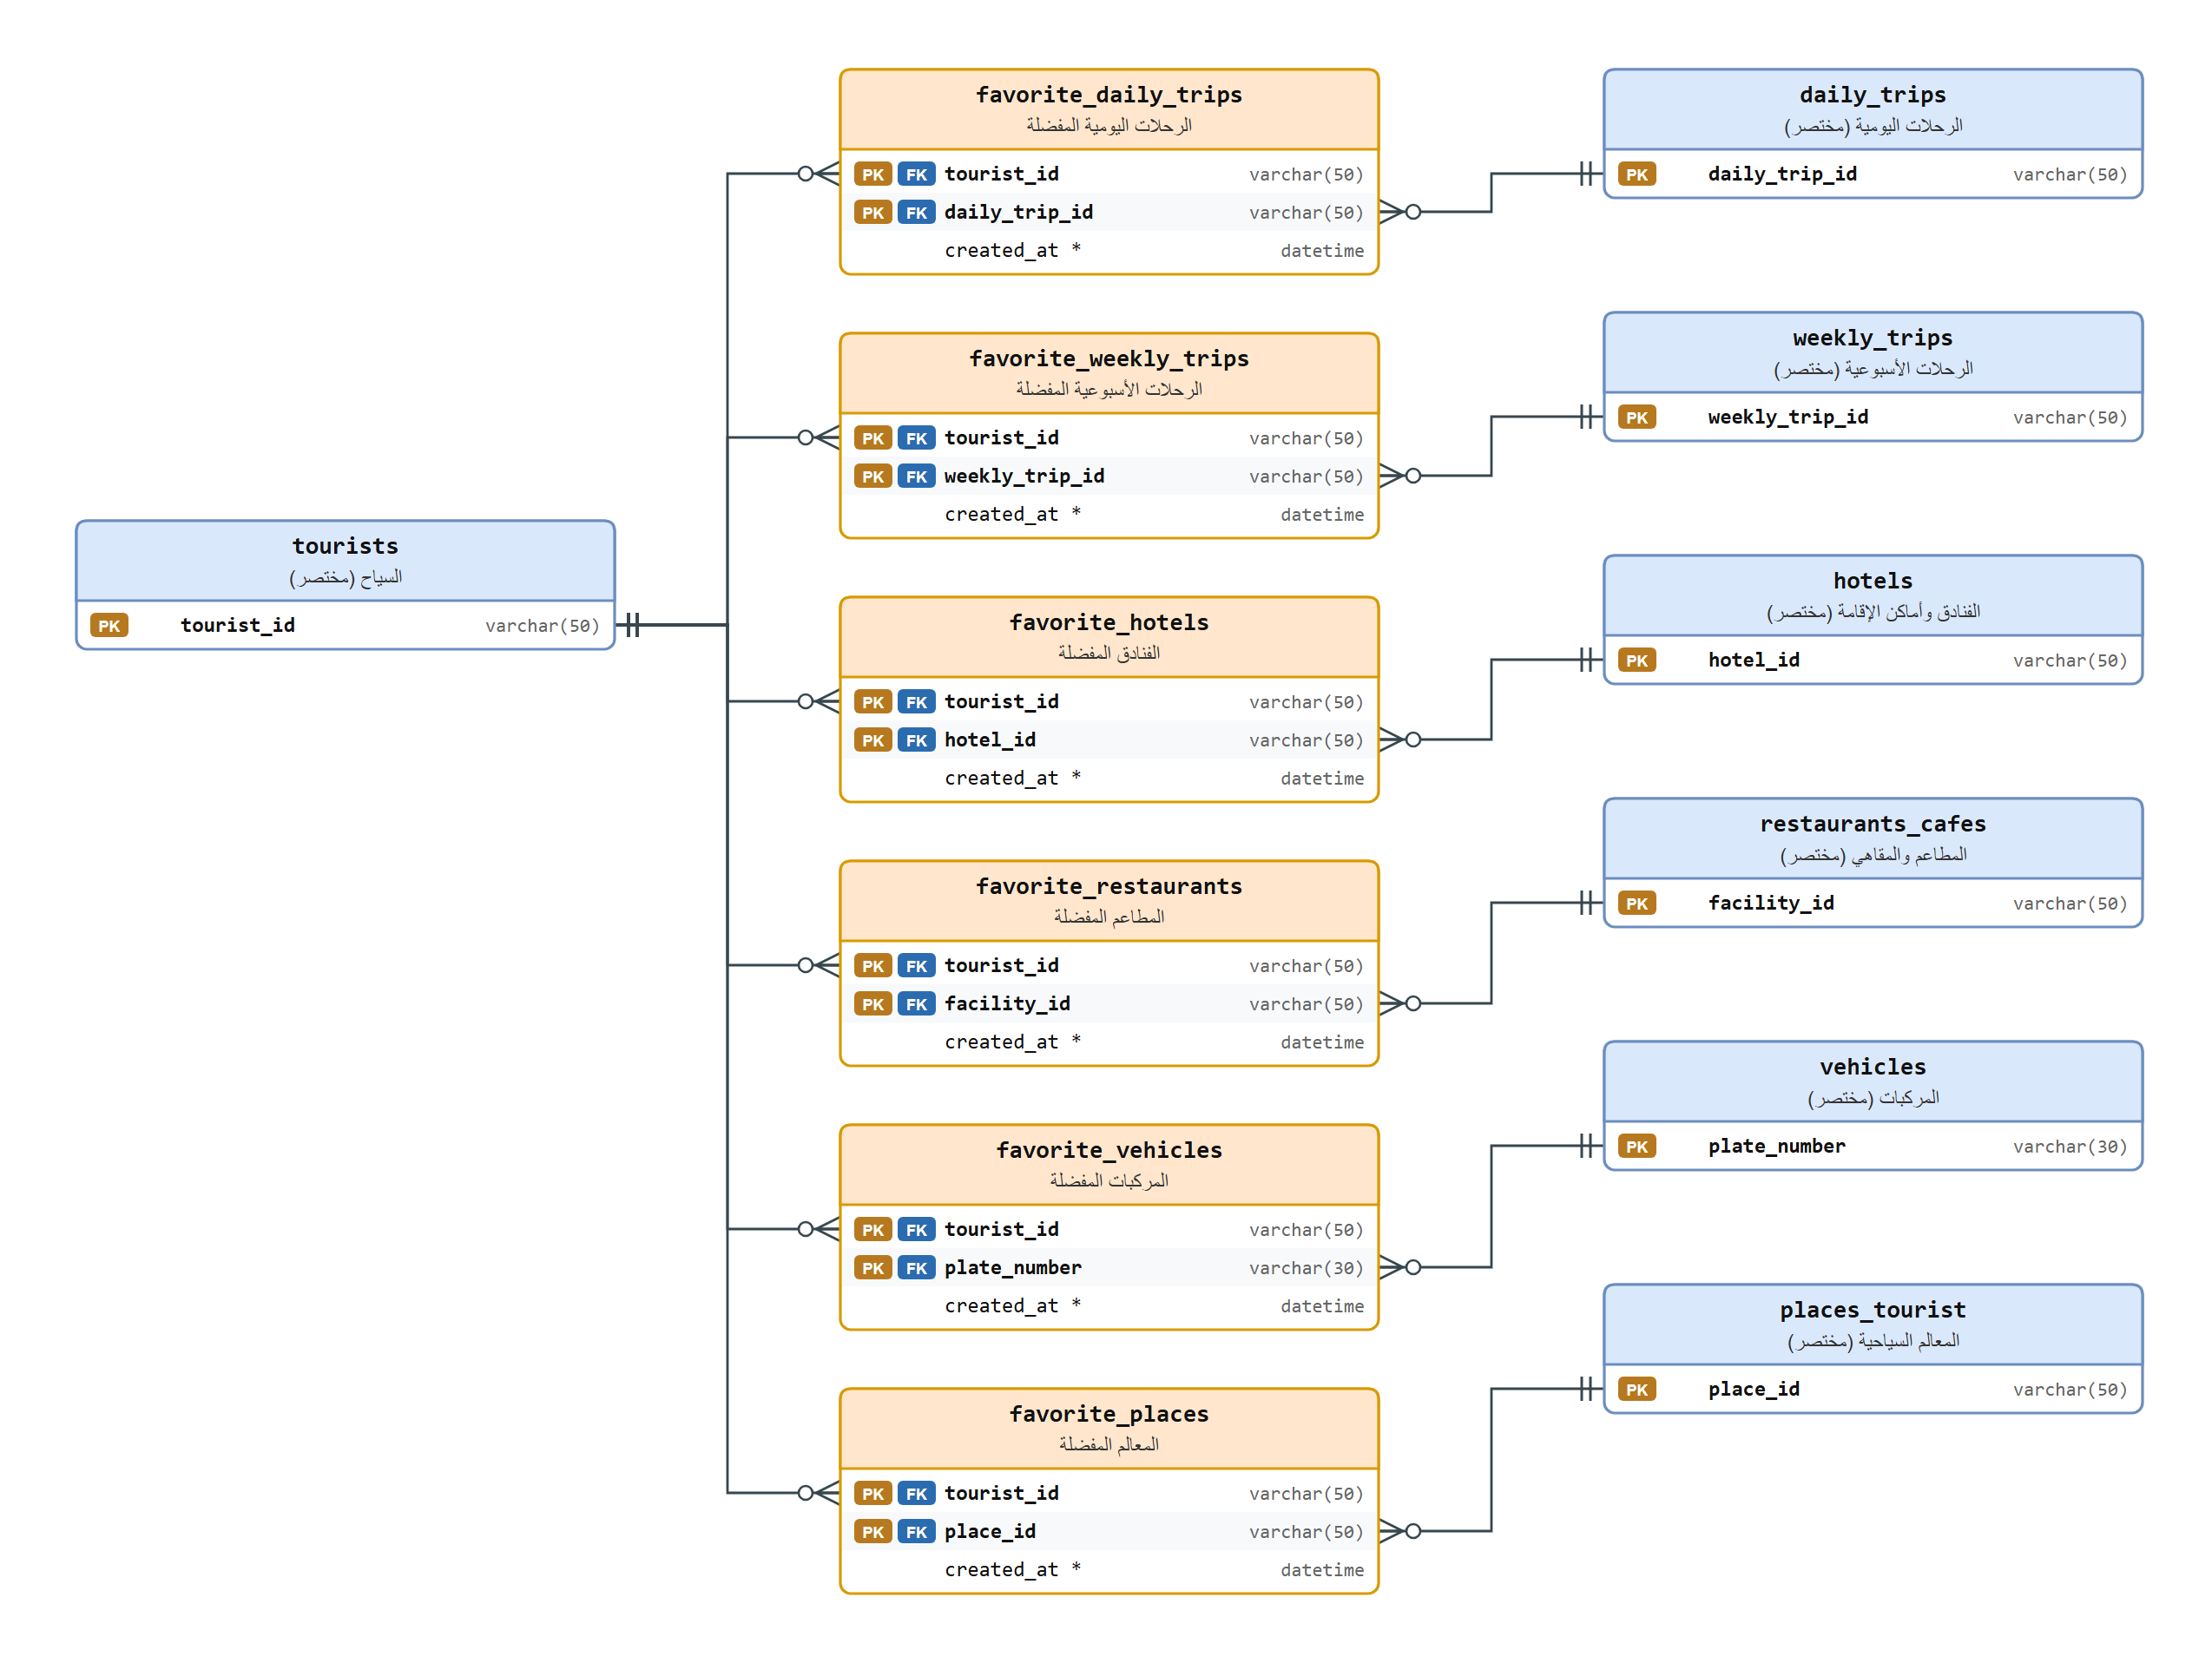 favorite_daily_trips
الرحلات اليومية المفضلة
PK FK tourist_id varchar(50)
PK FK daily_trip_id varchar(50)
created_at * datetime
daily_trips
الرحلات اليومية (مختصر)
PK daily_trip_id varchar(50)
favorite_weekly_trips
الرحلات الأسبوعية المفضلة
PK FK tourist_id varchar(50)
PK FK weekly_trip_id varchar(50)
created_at * datetime
weekly_trips
الرحلات الأسبوعية (مختصر)
PK weekly_trip_id varchar(50)
tourists
السياح (مختصر)
PK tourist_id varchar(50)
favorite_hotels
الفنادق المفضلة
PK FK tourist_id varchar(50)
PK FK hotel_id varchar(50)
created_at * datetime
hotels
الفنادق وأماكن الإقامة (مختصر)
PK hotel_id varchar(50)
favorite_restaurants
المطاعم المفضلة
PK FK tourist_id varchar(50)
PK FK facility_id varchar(50)
created_at * datetime
restaurants_cafes
المطاعم والمقاهي (مختصر)
PK facility_id varchar(50)
favorite_vehicles
المركبات المفضلة
PK FK tourist_id varchar(50)
PK FK plate_number varchar(30)
created_at * datetime
vehicles
المركبات (مختصر)
PK plate_number varchar(30)
favorite_places
المعالم المفضلة
PK FK tourist_id varchar(50)
PK FK place_id varchar(50)
created_at * datetime
places_tourist
المعالم السياحية (مختصر)
PK place_id varchar(50)